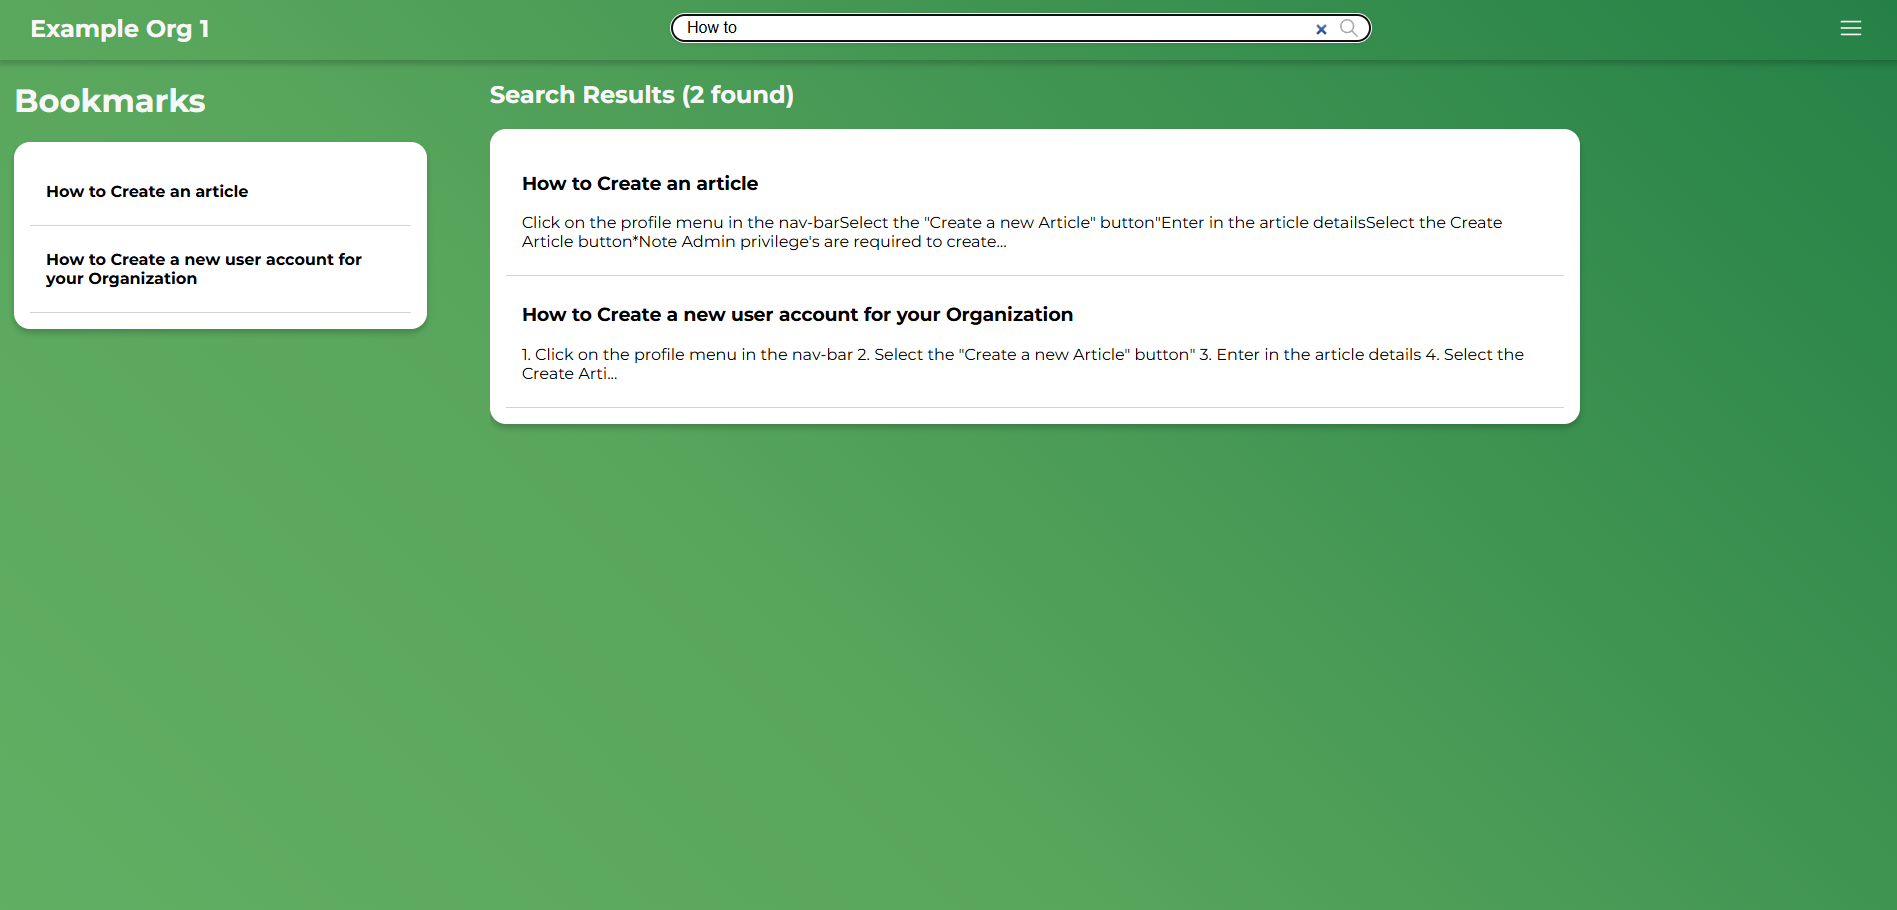 Example Org 1
How to
Bookmarks
How to Create an article
How to Create a new user account for
your Organization
Search Results (2 found)
How to Create an article
Click on the profile menu in the nav-barSelect the "Create a new Article" button"Enter in the article detailsSelect the Create
Article button*Note Admin privilege's are required to create...
How to Create a new user account for your Organization
1. Click on the profile menu in the nav-bar 2. Select the "Create a new Article" button" 3. Enter in the article details 4. Select the
Create Arti...